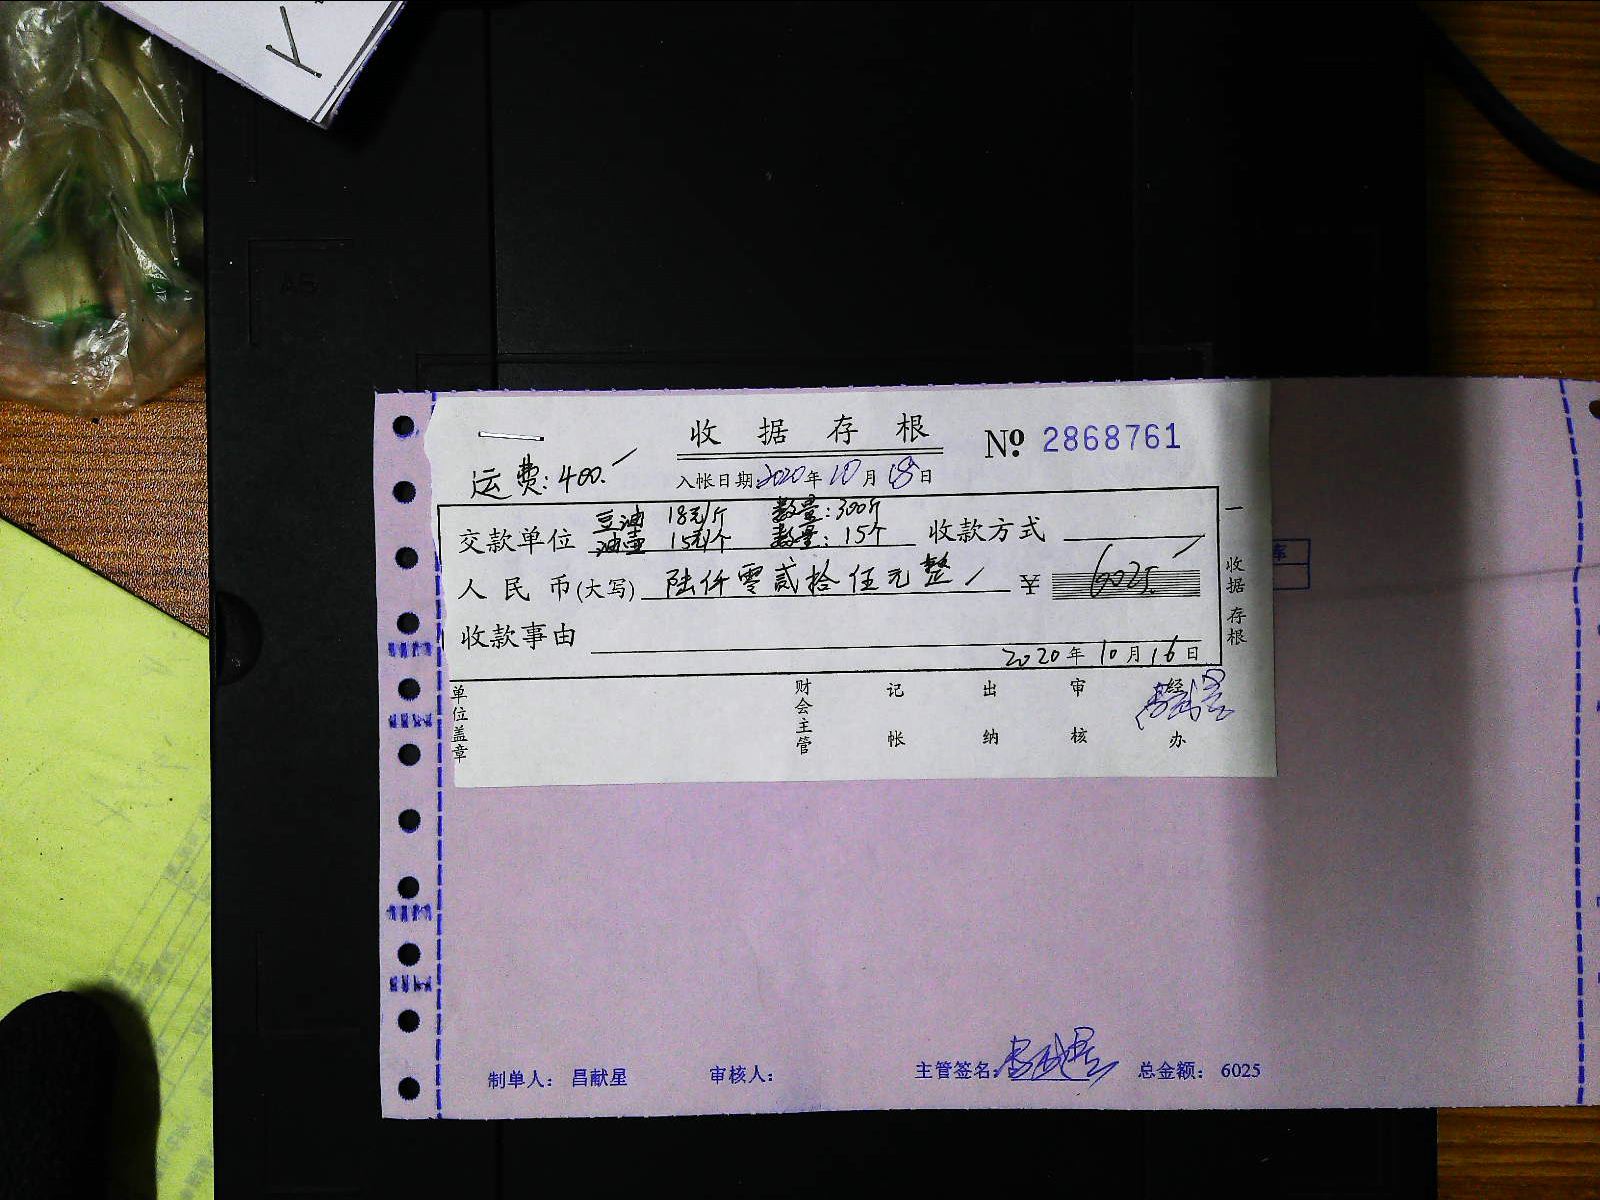 收据存根
№ 2868761
运费:400.
入帐日期 2020年10月18日
交款单位 豆油 18元/斤 数量:300斤
油壶 15元/个 数量:15个
收款方式
人民币(大写) 陆仟零贰拾伍元整 ¥ 6025.
收款事由
2020年10月16日
一 收据存根
单位盖章 财会主管 记帐 出纳 审核 经办
制单人: 昌献星 审核人: 主管签名: 昌献星 总金额: 6025
A5